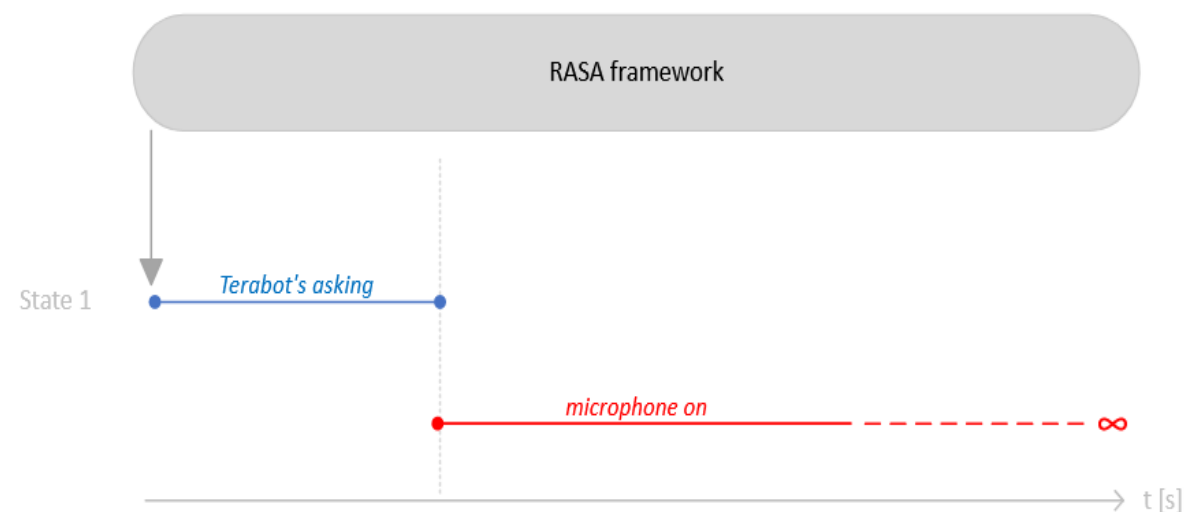 RASA framework
Terabot's asking
State 1
microphone on
∞
t [s]